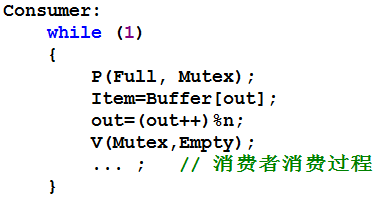 Consumer:
while (1)
{
P(Full, Mutex);
Item=Buffer[out];
out=(out++)%n;
V(Mutex,Empty);
... ; // 消费者消费过程
}